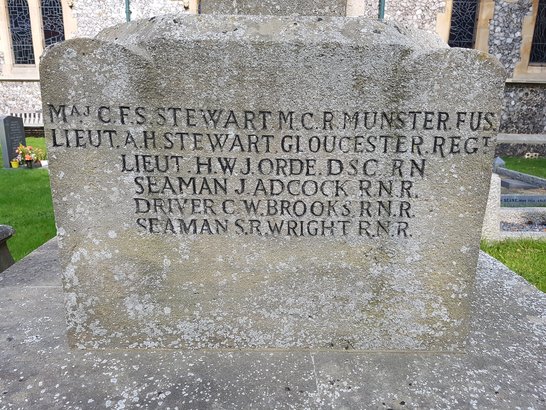 MAJ C.F.S. STEWART M.C. R. MUNSTER. FUS.
LIEUT. A.H. STEWART. GLOUCESTER. REGT.
LIEUT. H.W.J. ORDE. D.S.C. R.N
SEAMAN J. ADCOCK. R.N.R.
DRIVER C.W. BROOKS. R.N.R.
SEAMAN S.R. WRIGHT R.N.R.